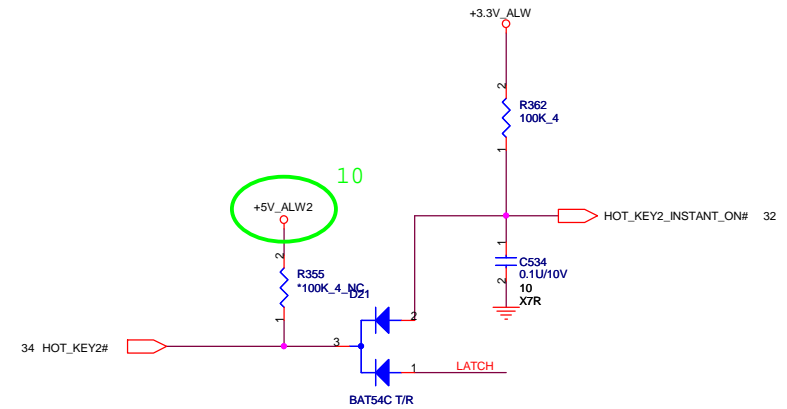 +3.3V_ALW
2
R362
100K_4
1
10
+5V_ALW2
HOT_KEY2_INSTANT_ON# 32
1
C534
0.1U/10V
2
10
X7R
2
R355
*100K_4_NC
D21
1
2
34 HOT_KEY2#
3
1
LATCH
BAT54C T/R